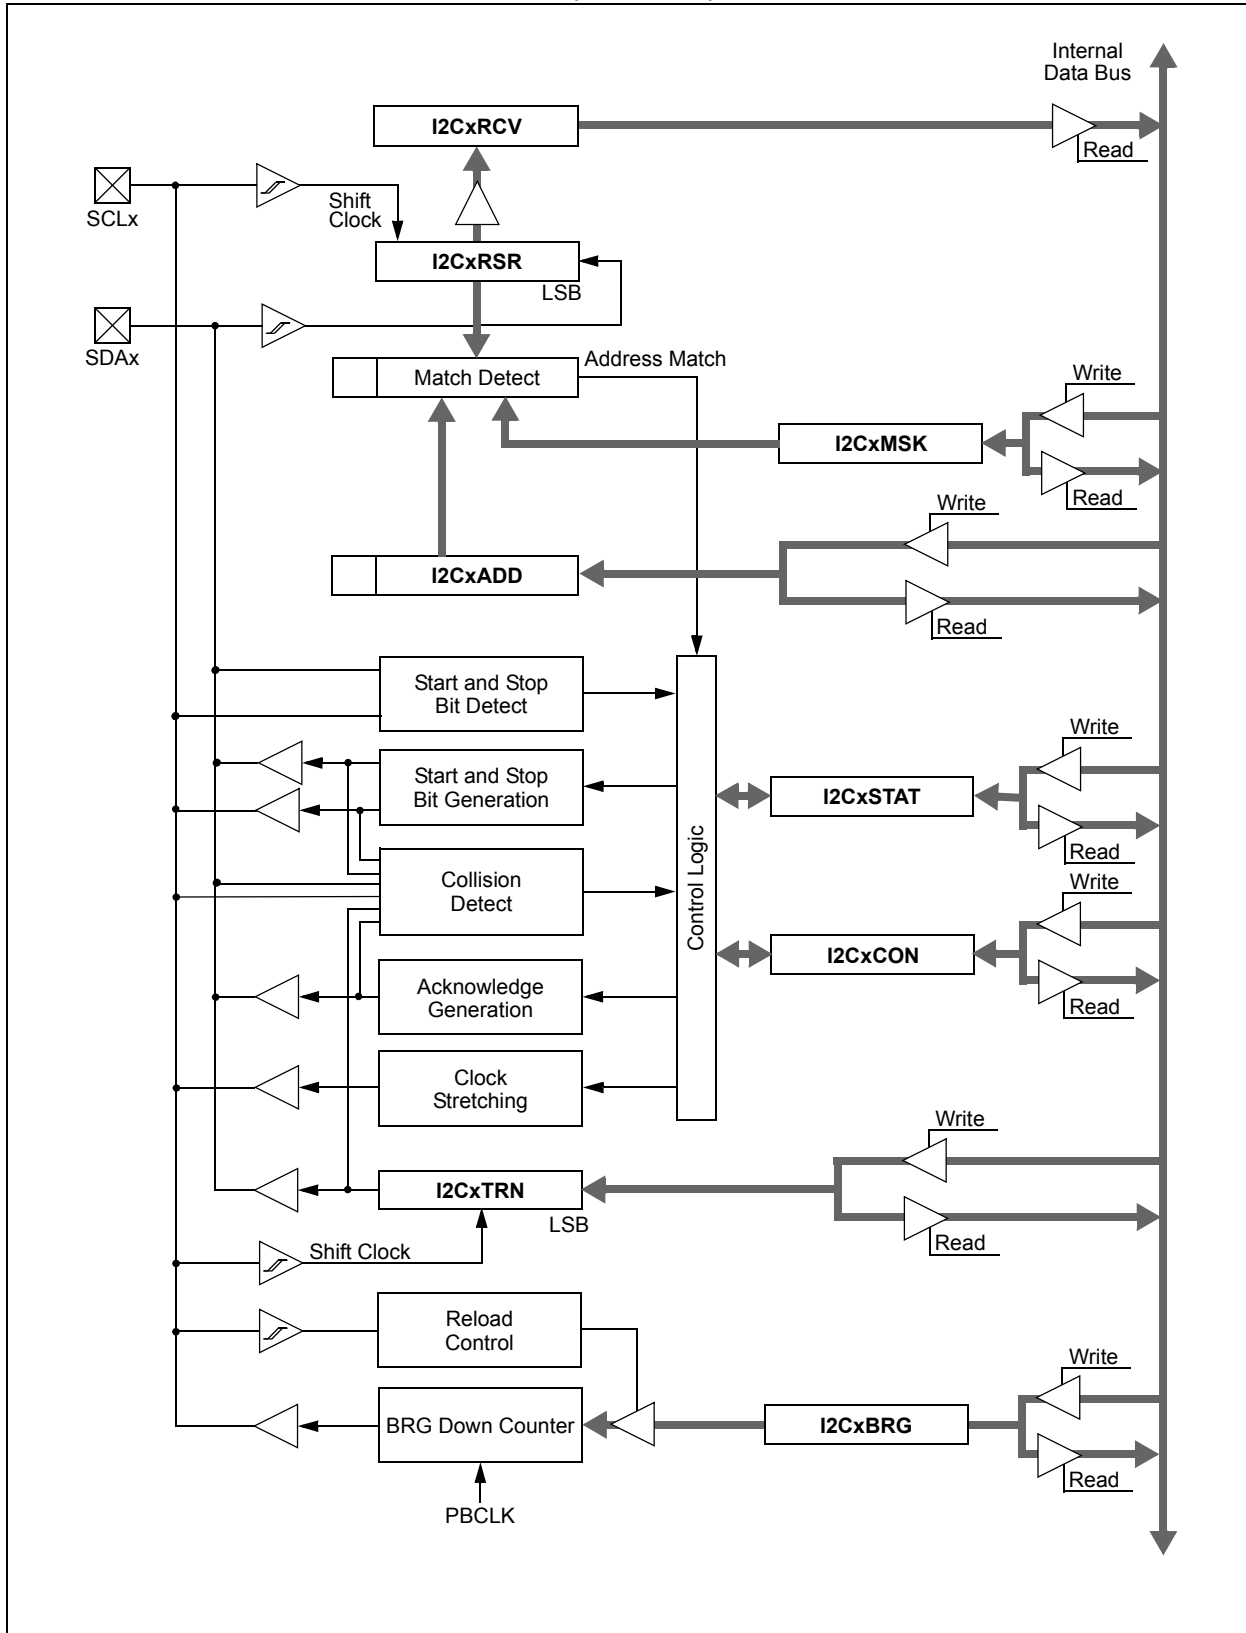 Internal
Data Bus
I2CxRCV
Read
SCLx
Shift
Clock
I2CxRSR
LSB
SDAx
Match Detect
Address Match
Write
I2CxMSK
Read
Write
I2CxADD
Read
Start and Stop
Bit Detect
Write
Start and Stop
Bit Generation
I2CxSTAT
Read
Control Logic
Collision
Detect
Write
I2CxCON
Read
Acknowledge
Generation
Clock
Stretching
Write
I2CxTRN
LSB
Read
Shift Clock
Reload
Control
Write
BRG Down Counter
I2CxBRG
Read
PBCLK